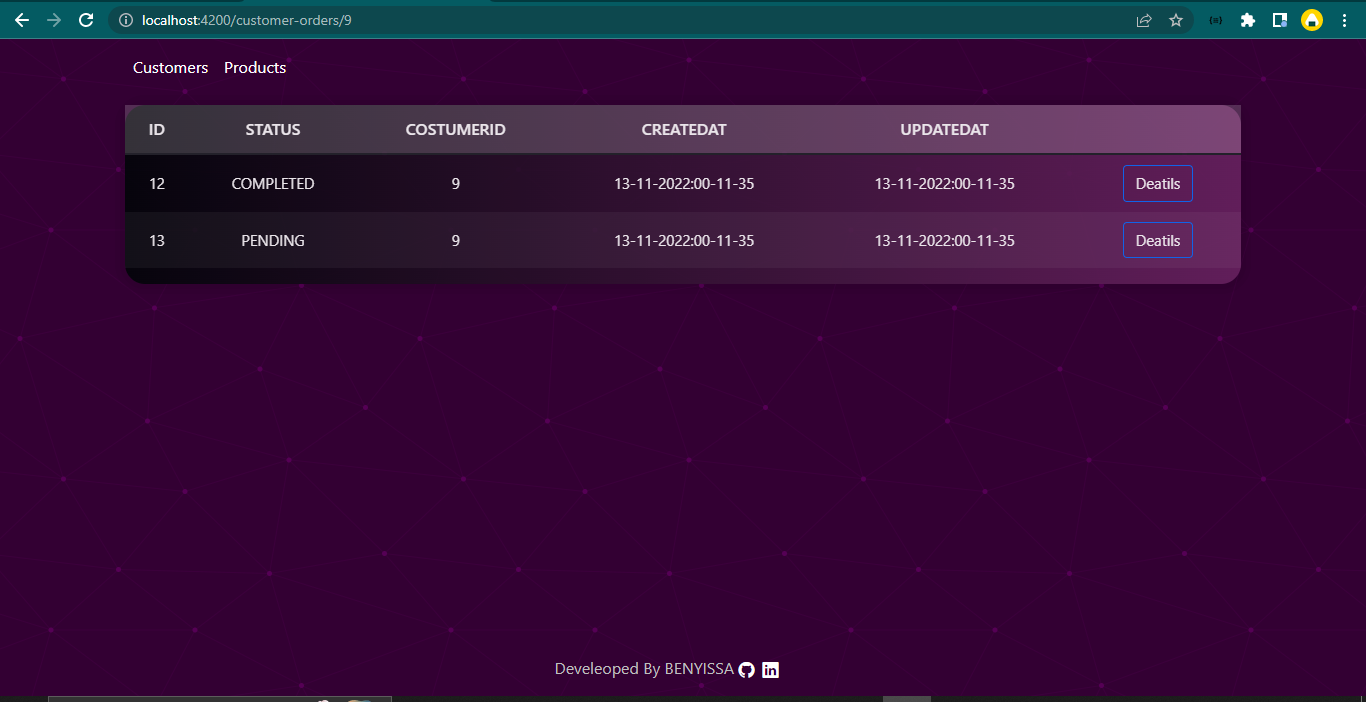 localhost:4200/customer-orders/9
Customers Products
ID STATUS COSTUMERID CREATEDAT UPDATEDAT
12 COMPLETED 9 13-11-2022:00-11-35 13-11-2022:00-11-35 Deatils
13 PENDING 9 13-11-2022:00-11-35 13-11-2022:00-11-35 Deatils
Develeoped By BENYISSA